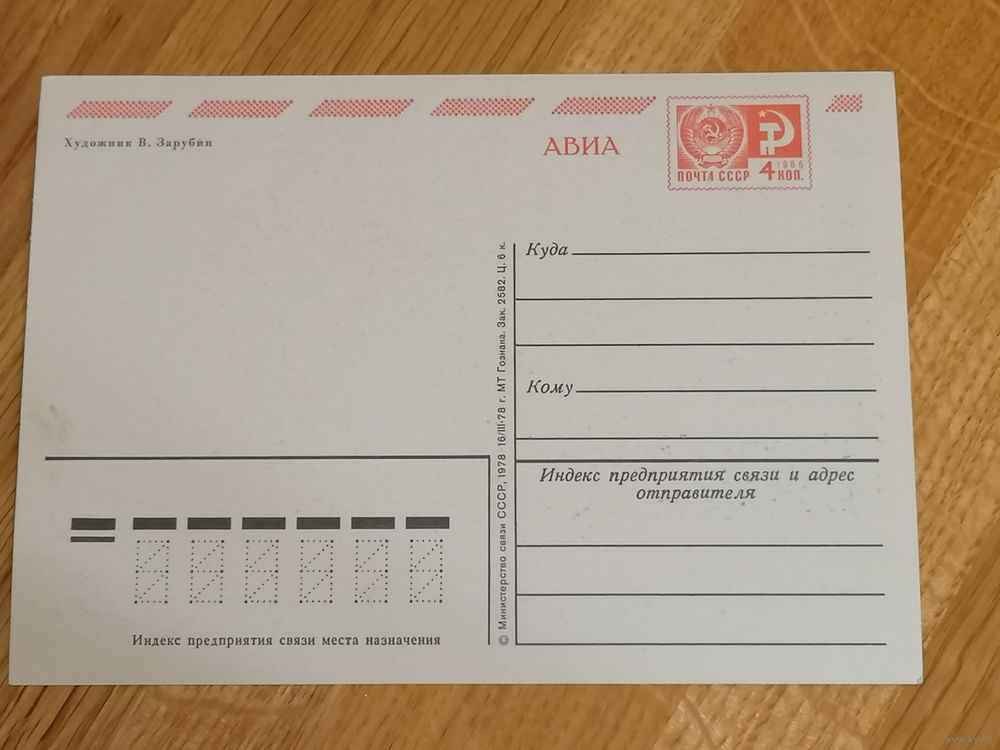 Художник В. Зарубин
АВИА
ПОЧТА СССР
1966
4 КОП.
Куда
Кому
Индекс предприятия связи и адрес
отправителя
© Министерство связи СССР, 1978 16/III-78 г. МТ Гознака. Зак. 2582. Ц. 6 к.
Индекс предприятия связи места назначения